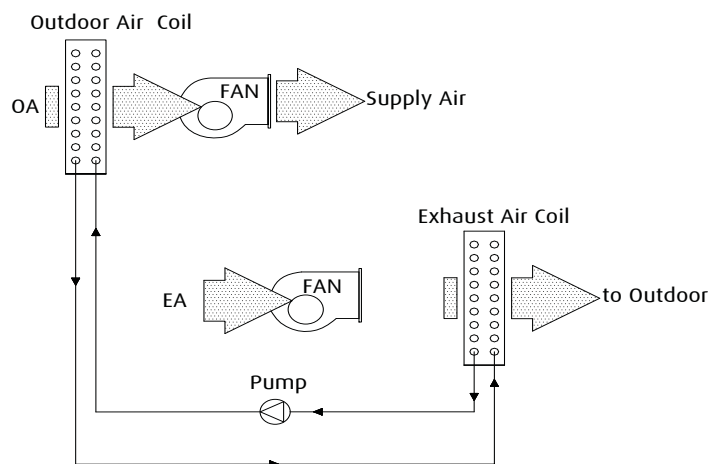 Outdoor Air Coil
FAN
OA
Supply Air
Exhaust Air Coil
FAN
EA
to Outdoor
Pump